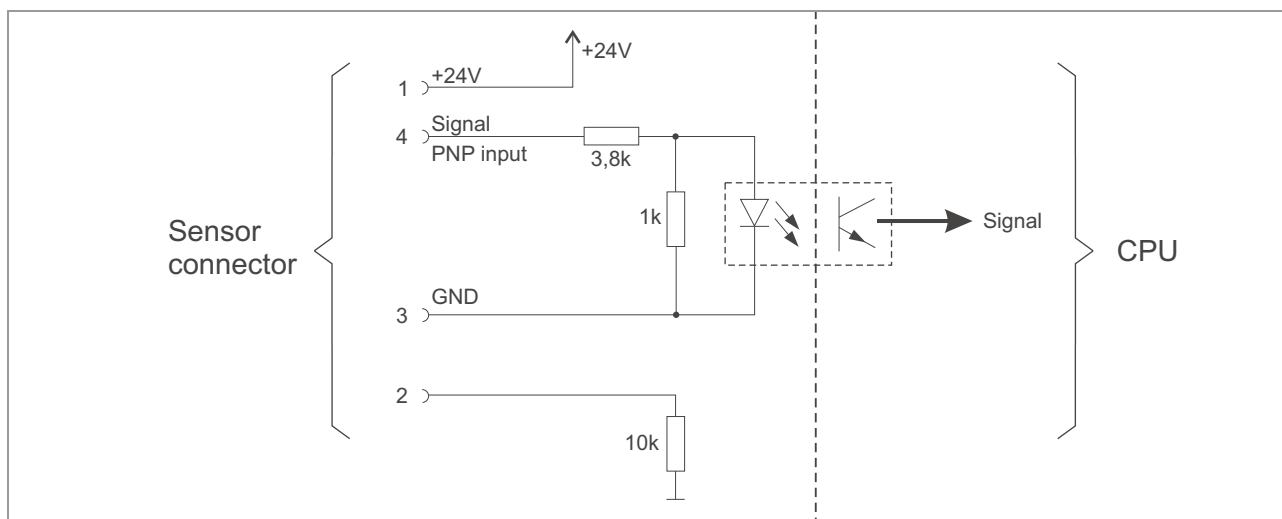 +24V
1
+24V
4
Signal
PNP input
3,8k
1k
Signal
Sensor
connector
CPU
3
GND
2
10k